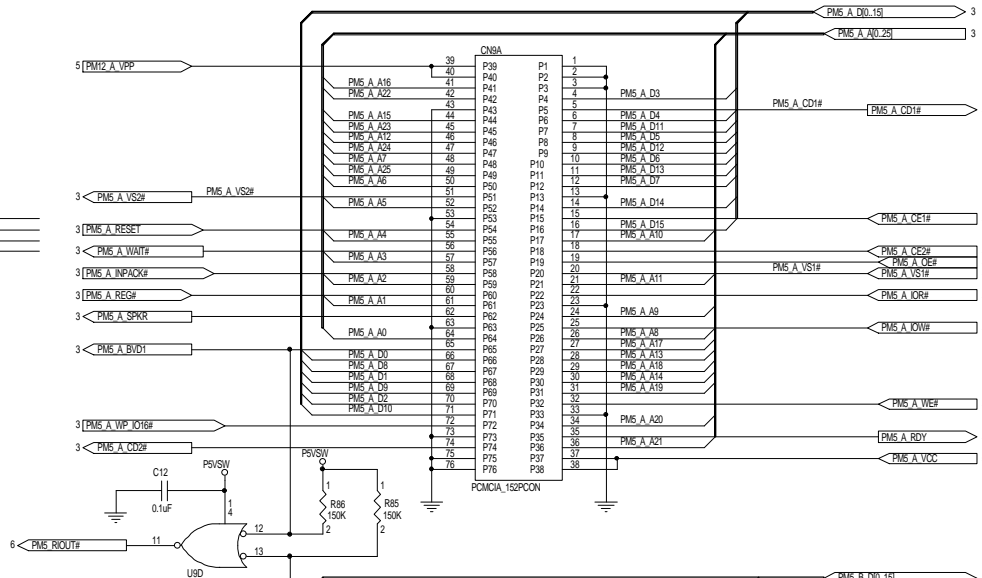 PM5_A_D[0..15] 3
PM5_A_A[0..25] 3
CN9A
5 PM12_A_VPP
39 P39 P1 1
40 P40 P2 2
PM5_A_A16 41 P41 P3 3
PM5_A_A22 42 P42 P4 4 PM5_A_D3
43 P43 P5 5 PM5_A_CD1# PM5_A_CD1#
PM5_A_A15 44 P44 P6 6 PM5_A_D4
PM5_A_A23 45 P45 P7 7 PM5_A_D11
PM5_A_A12 46 P46 P8 8 PM5_A_D5
PM5_A_A24 47 P47 P9 9 PM5_A_D12
PM5_A_A7 48 P48 P10 10 PM5_A_D6
PM5_A_A25 49 P49 P11 11 PM5_A_D13
PM5_A_A6 50 P50 P12 12 PM5_A_D7
3 PM5_A_VS2# PM5_A_VS2# 51 P51 P13 13
PM5_A_A5 52 P52 P14 14 PM5_A_D14
53 P53 P15 15 PM5_A_CE1#
3 PM5_A_RESET 54 P54 P16 16 PM5_A_D15
PM5_A_A4 55 P55 P17 17 PM5_A_A10
3 PM5_A_WAIT# 56 P56 P18 18 PM5_A_CE2#
PM5_A_A3 57 P57 P19 19 PM5_A_OE#
3 PM5_A_INPACK# 58 P58 P20 20 PM5_A_VS1# PM5_A_VS1#
PM5_A_A2 59 P59 P21 21 PM5_A_A11
3 PM5_A_REG# 60 P60 P22 22 PM5_A_IOR#
PM5_A_A1 61 P61 P23 23
3 PM5_A_SPKR 62 P62 P24 24 PM5_A_A9
63 P63 P25 25 PM5_A_IOW#
PM5_A_A0 64 P64 P26 26 PM5_A_A8
3 PM5_A_BVD1 65 P65 P27 27 PM5_A_A17
PM5_A_D0 66 P66 P28 28 PM5_A_A13
PM5_A_D8 67 P67 P29 29 PM5_A_A18
PM5_A_D1 68 P68 P30 30 PM5_A_A14
PM5_A_D9 69 P69 P31 31 PM5_A_A19
PM5_A_D2 70 P70 P32 32 PM5_A_WE#
PM5_A_D10 71 P71 P33 33
3 PM5_A_WP_IO16# 72 P72 P34 34 PM5_A_A20
73 P73 P35 35 PM5_A_RDY
3 PM5_A_CD2# 74 P74 P36 36 PM5_A_A21
75 P75 P37 37 PM5_A_VCC
76 P76 P38 38
PCMCIA_152PCON
P5VSW
P5VSW
C12
0.1uF
1
4
1
R86
150K
2
1
R85
150K
2
12
13
11
6 PM5_RIOUT#
U9D
PM5_B_D[0..15]